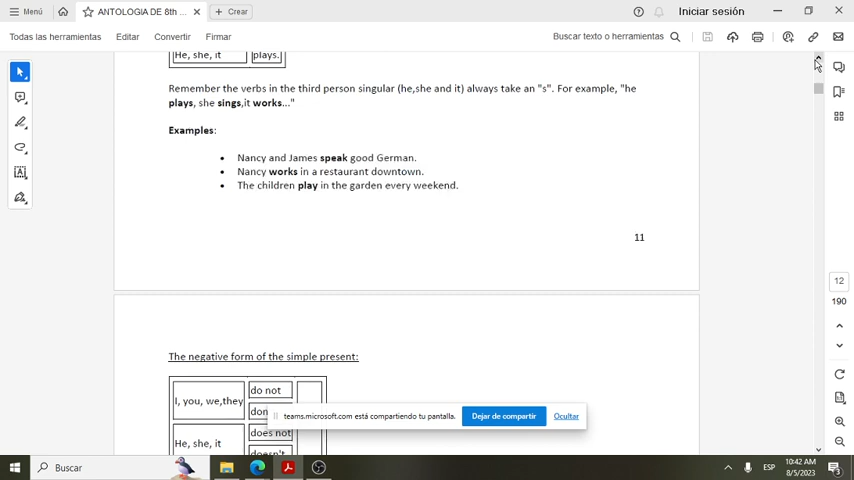 Menú
ANTOLOGIA DE 8th ...
Crear
Iniciar sesión
Todas las herramientas
Editar
Convertir
Firmar
Buscar texto o herramientas
He, she, it
plays.
Remember the verbs in the third person singular (he,she and it) always take an "s". For example, "he
plays, she sings,it works..."
Examples:
• Nancy and James speak good German.
• Nancy works in a restaurant downtown.
• The children play in the garden every weekend.
11
12
190
The negative form of the simple present:
I, you, we,they
do not
don
He, she, it
does not
doesn't
teams.microsoft.com está compartiendo tu pantalla.
Dejar de compartir
Ocultar
Buscar
ESP
10:42 AM
8/5/2023
3